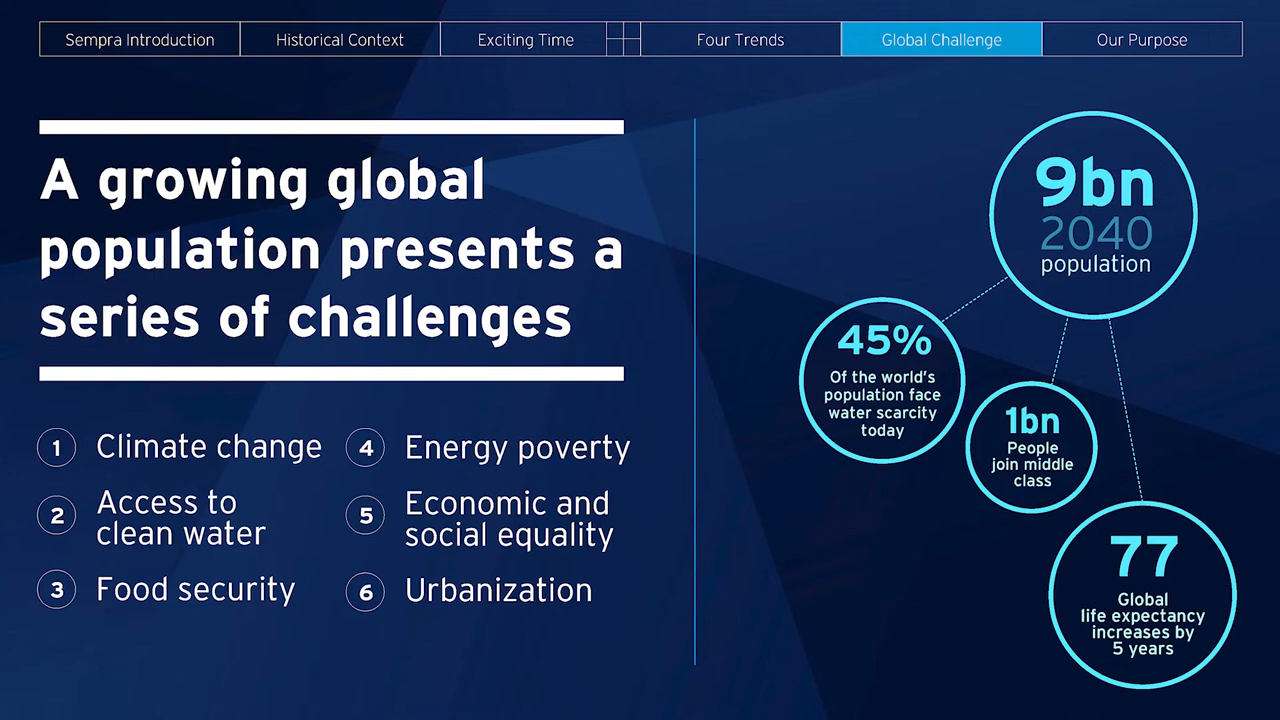 Sempra Introduction
Historical Context
Exciting Time
Four Trends
Global Challenge
Our Purpose
A growing global
population presents a
series of challenges
1 Climate change
2 Access to
clean water
3 Food security
4 Energy poverty
5 Economic and
social equality
6 Urbanization
9bn
2040
population
45%
Of the world's
population face
water scarcity
today
1bn
People
join middle
class
77
Global
life expectancy
increases by
5 years